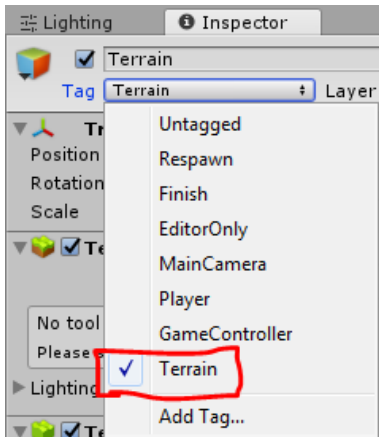 Lighting Inspector
Terrain
Tag Terrain Layer
Untagged
Position
Respawn
Rotation
Finish
Scale
EditorOnly
MainCamera
Player
No tool
GameController
Please
Terrain
Lighting
Add Tag...